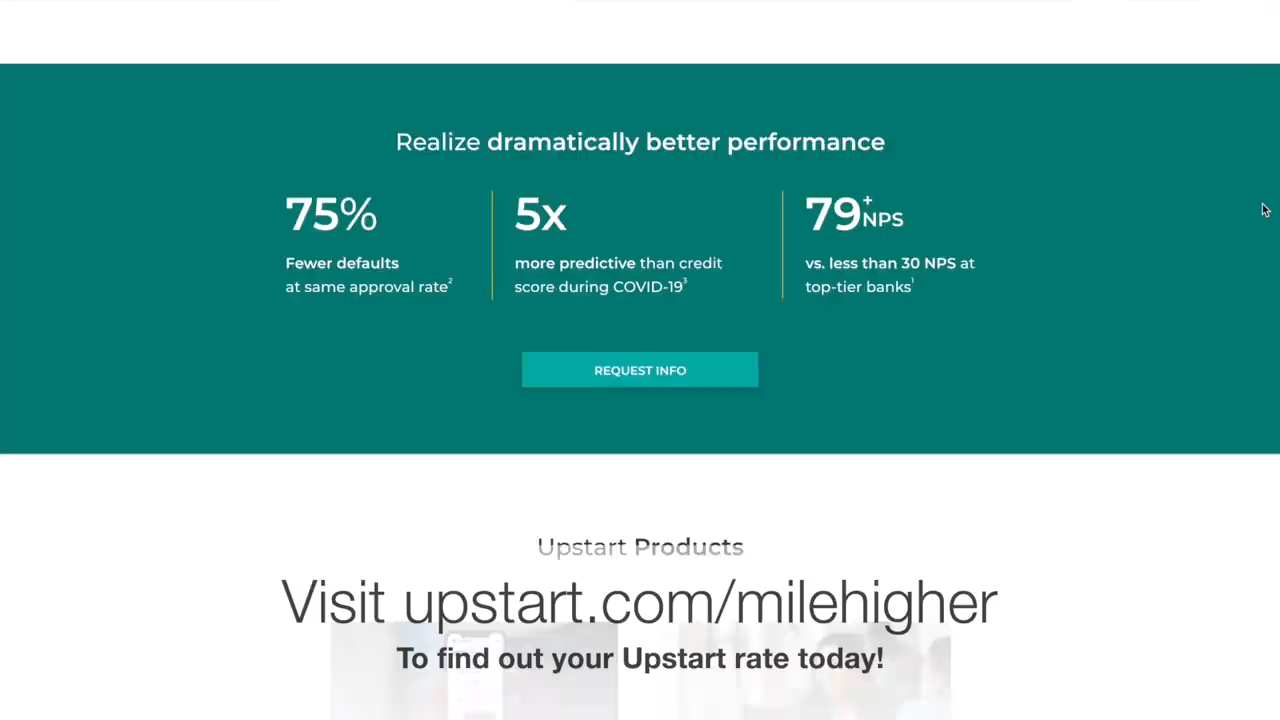 Realize dramatically better performance
75%
Fewer defaults
at same approval rate2
5x
more predictive than credit
score during COVID-193
79+ NPS
vs. less than 30 NPS at
top-tier banks1
REQUEST INFO
Upstart Products
Visit upstart.com/milehigher
To find out your Upstart rate today!